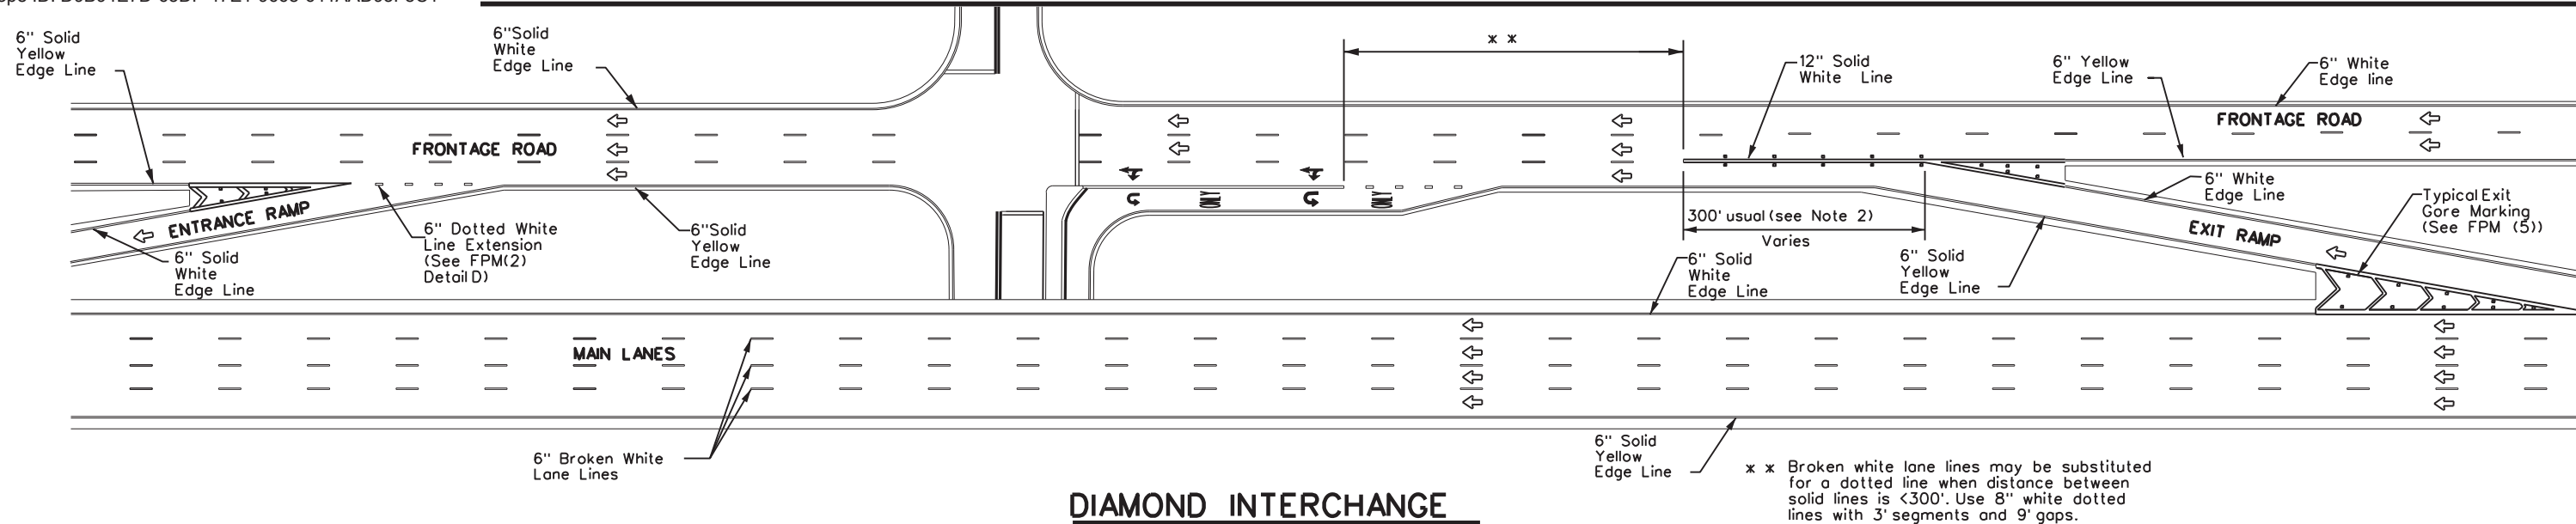 6" Solid
Yellow
Edge Line
6"Solid
White
Edge Line
* *
12" Solid
White Line
6" Yellow
Edge Line
6" White
Edge line
FRONTAGE ROAD
FRONTAGE ROAD
ENTRANCE RAMP
6" Solid
White
Edge Line
6" Dotted White
Line Extension
(See FPM(2)
Detail D)
6"Solid
Yellow
Edge Line
ONLY
ONLY
300' usual (see Note 2)
Varies
6" White
Edge Line
Typical Exit
Gore Marking
(See FPM (5))
EXIT RAMP
6" Solid
White
Edge Line
6" Solid
Yellow
Edge Line
MAIN LANES
6" Broken White
Lane Lines
6" Solid
Yellow
Edge Line
* * Broken white lane lines may be substituted
for a dotted line when distance between
solid lines is <300'. Use 8" white dotted
lines with 3' segments and 9' gaps.
DIAMOND INTERCHANGE